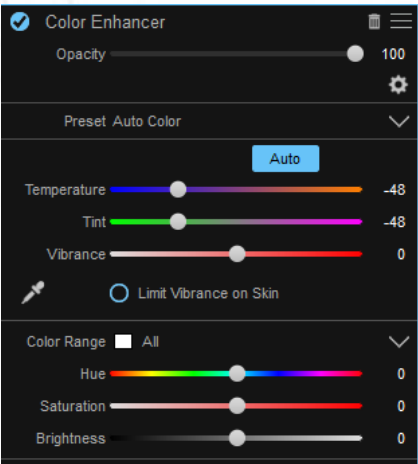 Color Enhancer
Opacity 100
Preset Auto Color
Auto
Temperature -48
Tint -48
Vibrance 0
Limit Vibrance on Skin
Color Range All
Hue 0
Saturation 0
Brightness 0